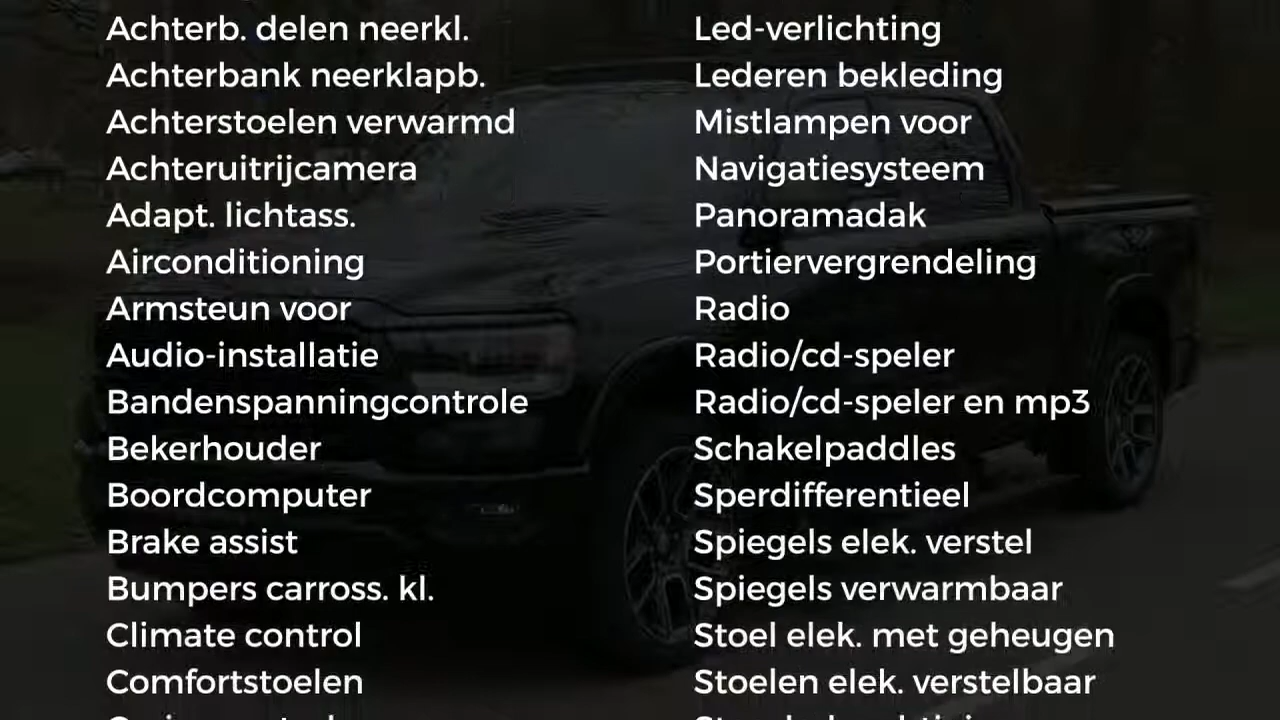 Achterb. delen neerkl.
Achterbank neerklapb.
Achterstoelen verwarmd
Achteruitrijcamera
Adapt. lichtass.
Airconditioning
Armsteun voor
Audio-installatie
Bandenspanningcontrole
Bekerhouder
Boordcomputer
Brake assist
Bumpers carross. kl.
Climate control
Comfortstoelen
Led-verlichting
Lederen bekleding
Mistlampen voor
Navigatiesysteem
Panoramadak
Portiervergrendeling
Radio
Radio/cd-speler
Radio/cd-speler en mp3
Schakelpaddles
Sperdifferentieel
Spiegels elek. verstel
Spiegels verwarmbaar
Stoel elek. met geheugen
Stoelen elek. verstelbaar